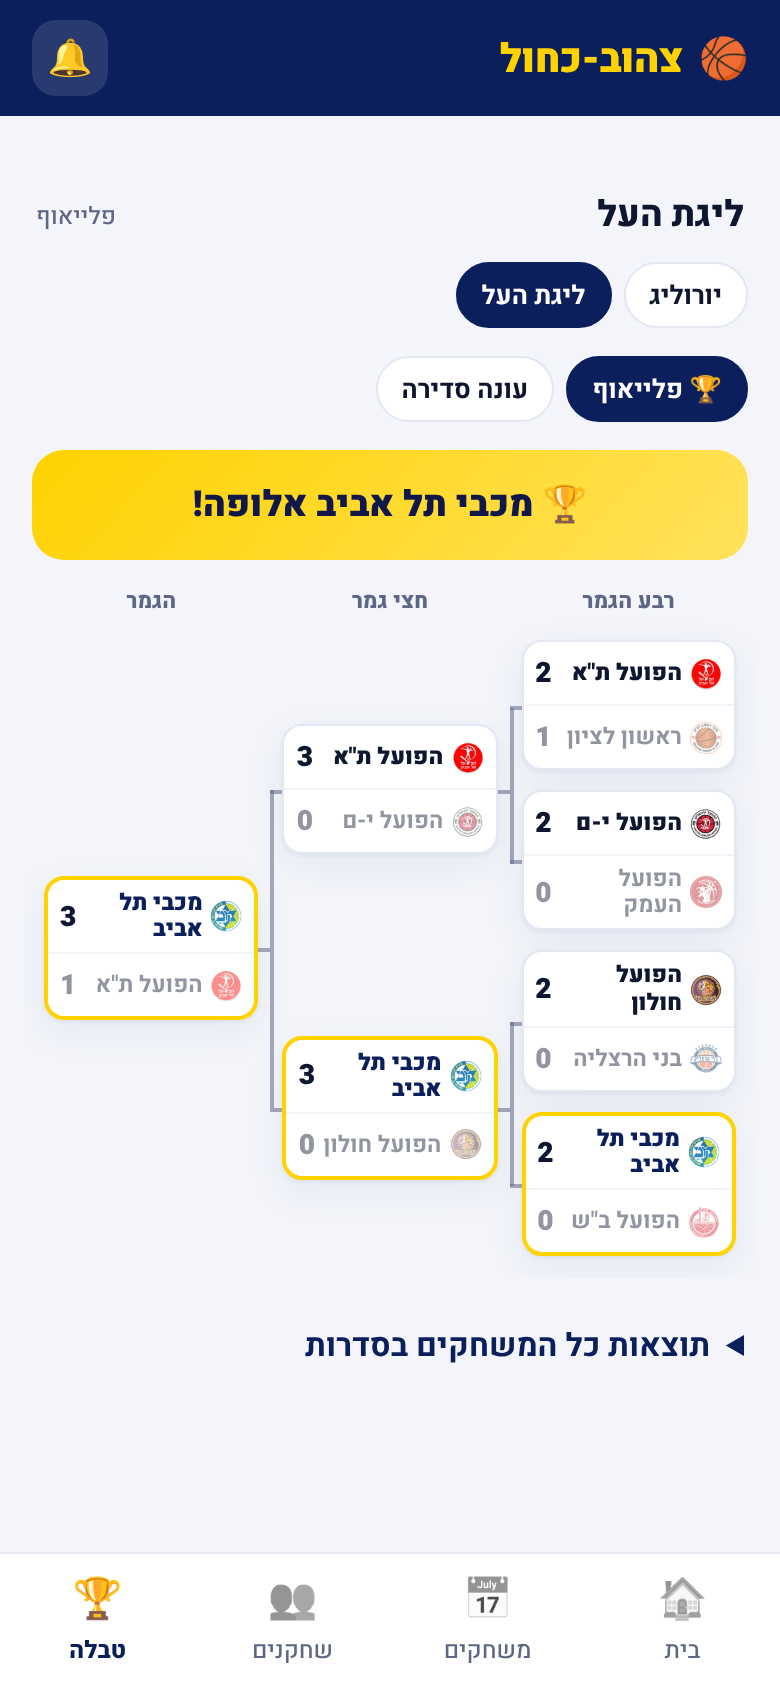 צהוב-כחול
ליגת העל
פלייאוף
יורוליג
ליגת העל
🏆 פלייאוף
עונה סדירה
🏆 מכבי תל אביב אלופה!
רבע הגמר
חצי גמר
הגמר
הפועל ת"א 2
ראשון לציון 1
הפועל י-ם 2
הפועל
העמק 0
הפועל
חולון 2
בני הרצליה 0
מכבי תל
אביב 2
הפועל ב"ש 0
הפועל ת"א 3
הפועל י-ם 0
מכבי תל
אביב 3
הפועל חולון 0
מכבי תל
אביב 3
הפועל ת"א 1
תוצאות כל המשחקים בסדרות
בית
July
17
משחקים
שחקנים
טבלה